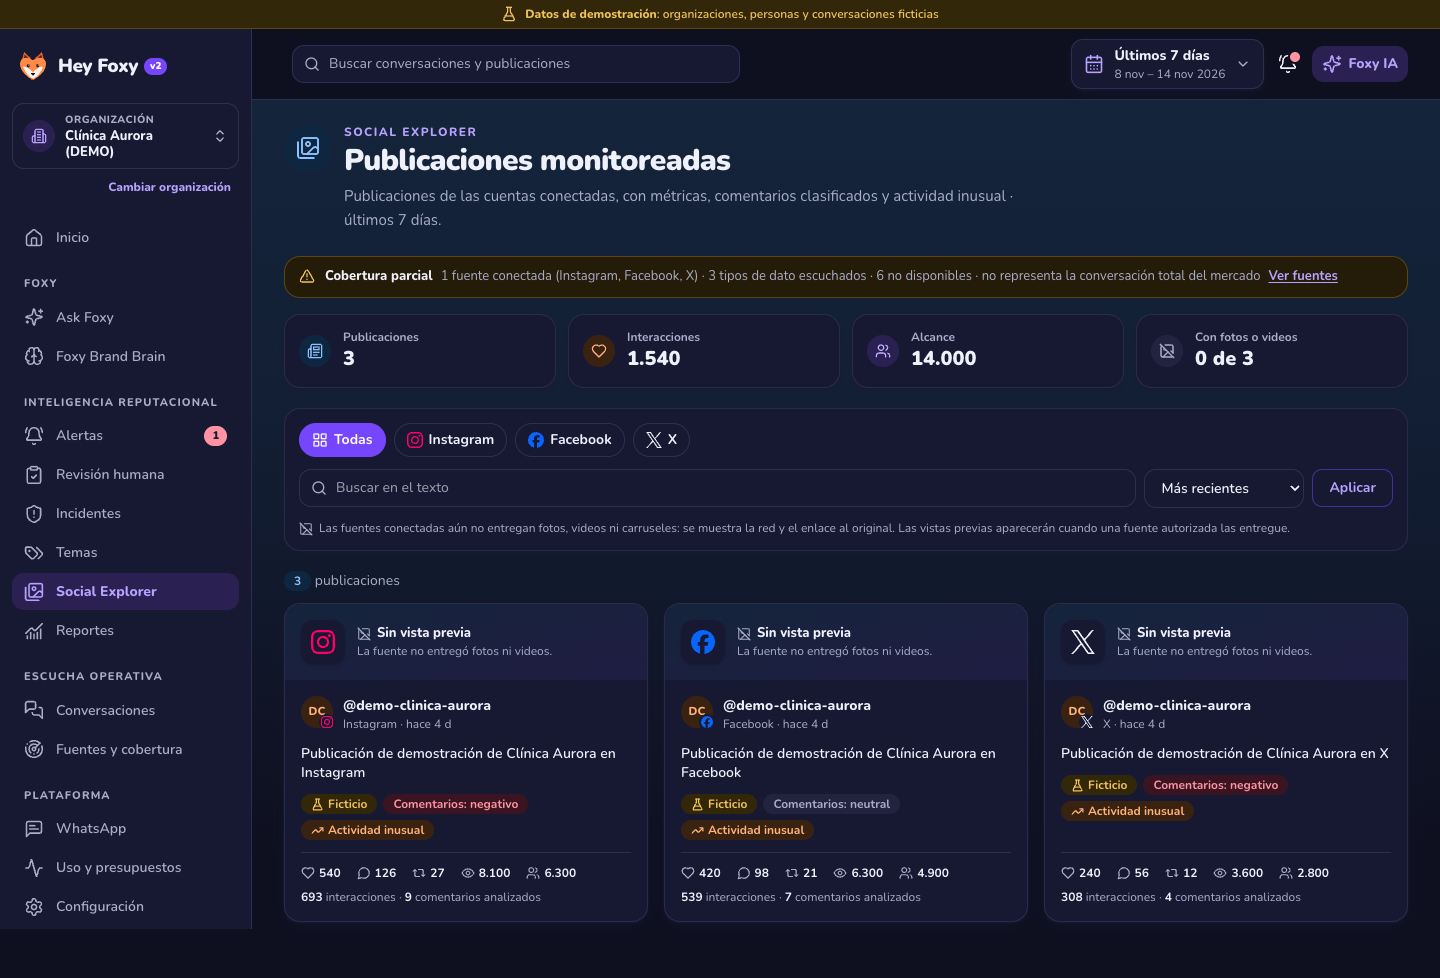 Datos de demostración: organizaciones, personas y conversaciones ficticias
Hey Foxy v2
ORGANIZACIÓN
Clínica Aurora
(DEMO)
Cambiar organización
Inicio
FOXY
Ask Foxy
Foxy Brand Brain
INTELIGENCIA REPUTACIONAL
Alertas 1
Revisión humana
Incidentes
Temas
Social Explorer
Reportes
ESCUCHA OPERATIVA
Conversaciones
Fuentes y cobertura
PLATAFORMA
WhatsApp
Uso y presupuestos
Configuración
Buscar conversaciones y publicaciones
Últimos 7 días
8 nov – 14 nov 2026
Foxy IA
SOCIAL EXPLORER
Publicaciones monitoreadas
Publicaciones de las cuentas conectadas, con métricas, comentarios clasificados y actividad inusual ·
últimos 7 días.
Cobertura parcial 1 fuente conectada (Instagram, Facebook, X) · 3 tipos de dato escuchados · 6 no disponibles · no representa la conversación total del mercado Ver fuentes
Publicaciones
3
Interacciones
1.540
Alcance
14.000
Con fotos o videos
0 de 3
Todas Instagram Facebook X
Buscar en el texto Más recientes Aplicar
Las fuentes conectadas aún no entregan fotos, videos ni carruseles: se muestra la red y el enlace al original. Las vistas previas aparecerán cuando una fuente autorizada las entregue.
3 publicaciones
Sin vista previa
La fuente no entregó fotos ni videos.
DC @demo-clinica-aurora
Instagram · hace 4 d
Publicación de demostración de Clínica Aurora en
Instagram
Ficticio Comentarios: negativo
Actividad inusual
540 126 27 8.100 6.300
693 interacciones · 9 comentarios analizados
Sin vista previa
La fuente no entregó fotos ni videos.
DC @demo-clinica-aurora
Facebook · hace 4 d
Publicación de demostración de Clínica Aurora en
Facebook
Ficticio Comentarios: neutral
Actividad inusual
420 98 21 6.300 4.900
539 interacciones · 7 comentarios analizados
Sin vista previa
La fuente no entregó fotos ni videos.
DC @demo-clinica-aurora
X · hace 4 d
Publicación de demostración de Clínica Aurora en X
Ficticio Comentarios: negativo
Actividad inusual
240 56 12 3.600 2.800
308 interacciones · 4 comentarios analizados